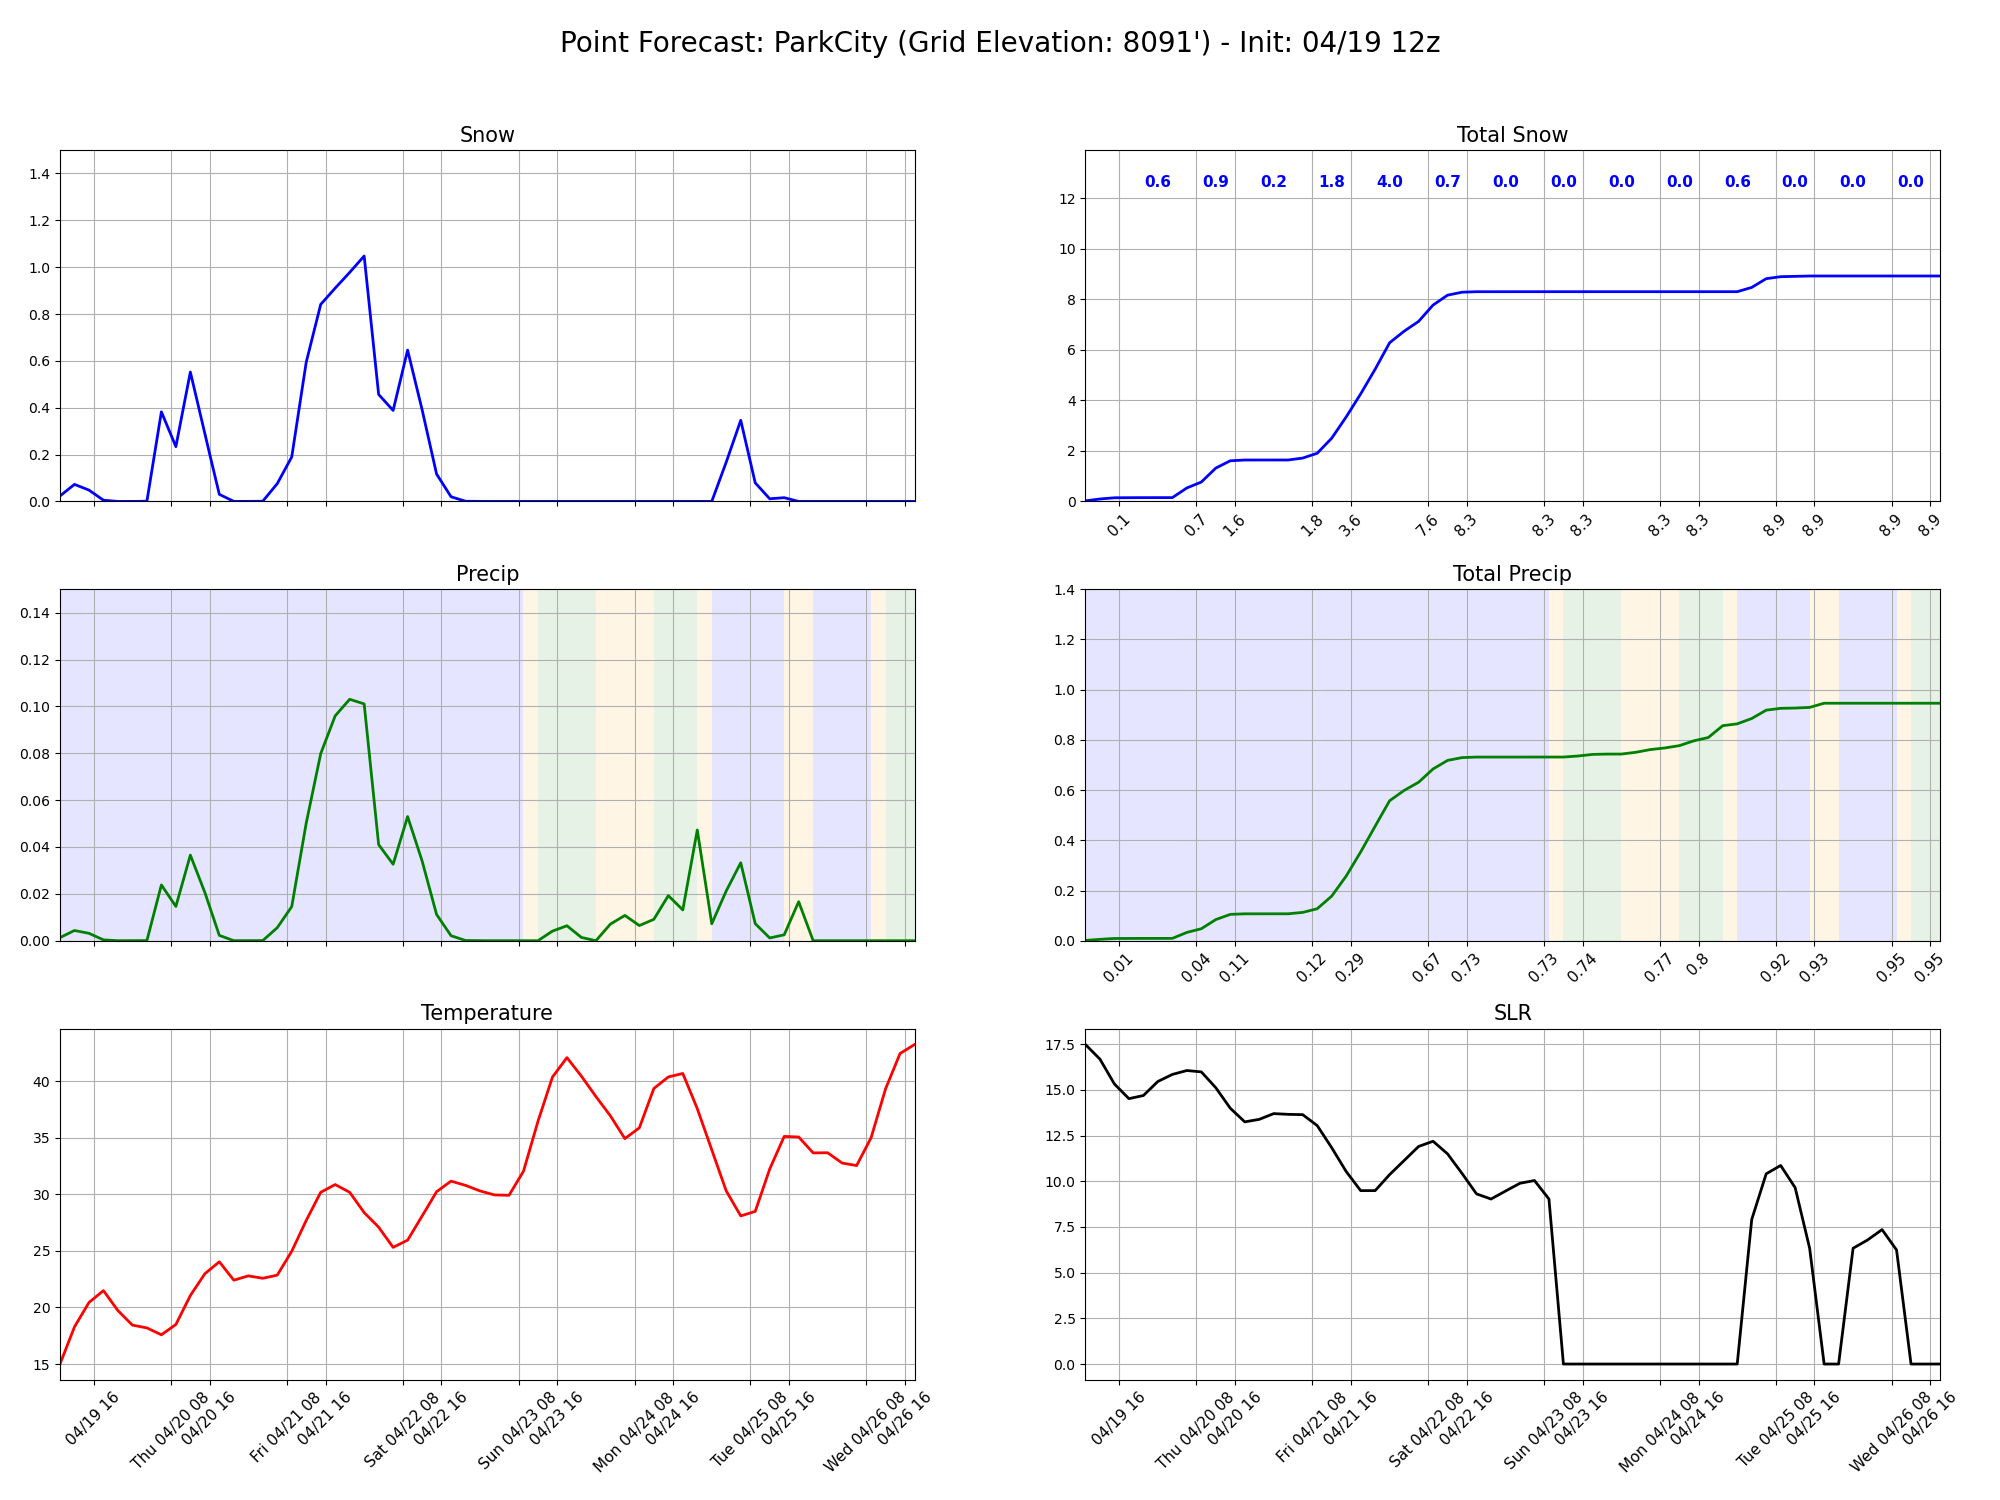 Point Forecast: ParkCity (Grid Elevation: 8091') - Init: 04/19 12z
Snow
1.4
1.2
1.0
0.8
0.6
0.4
0.2
0.0
Total Snow
0.6 0.9 0.2 1.8 4.0 0.7 0.0 0.0 0.0 0.0 0.6 0.0 0.0 0.0
12
10
8
6
4
2
0
0.1 0.7 1.6 1.8 3.6 7.6 8.3 8.3 8.3 8.3 8.3 8.9 8.9 8.9 8.9
Precip
0.14
0.12
0.10
0.08
0.06
0.04
0.02
0.00
Total Precip
1.4
1.2
1.0
0.8
0.6
0.4
0.2
0.0
0.01 0.04 0.11 0.12 0.29 0.67 0.73 0.73 0.74 0.77 0.8 0.92 0.93 0.95 0.95
Temperature
40
35
30
25
20
15
04/19 16
Thu 04/20 08
04/20 16
Fri 04/21 08
04/21 16
Sat 04/22 08
04/22 16
Sun 04/23 08
04/23 16
Mon 04/24 08
04/24 16
Tue 04/25 08
04/25 16
Wed 04/26 08
04/26 16
SLR
17.5
15.0
12.5
10.0
7.5
5.0
2.5
0.0
04/19 16
Thu 04/20 08
04/20 16
Fri 04/21 08
04/21 16
Sat 04/22 08
04/22 16
Sun 04/23 08
04/23 16
Mon 04/24 08
04/24 16
Tue 04/25 08
04/25 16
Wed 04/26 08
04/26 16